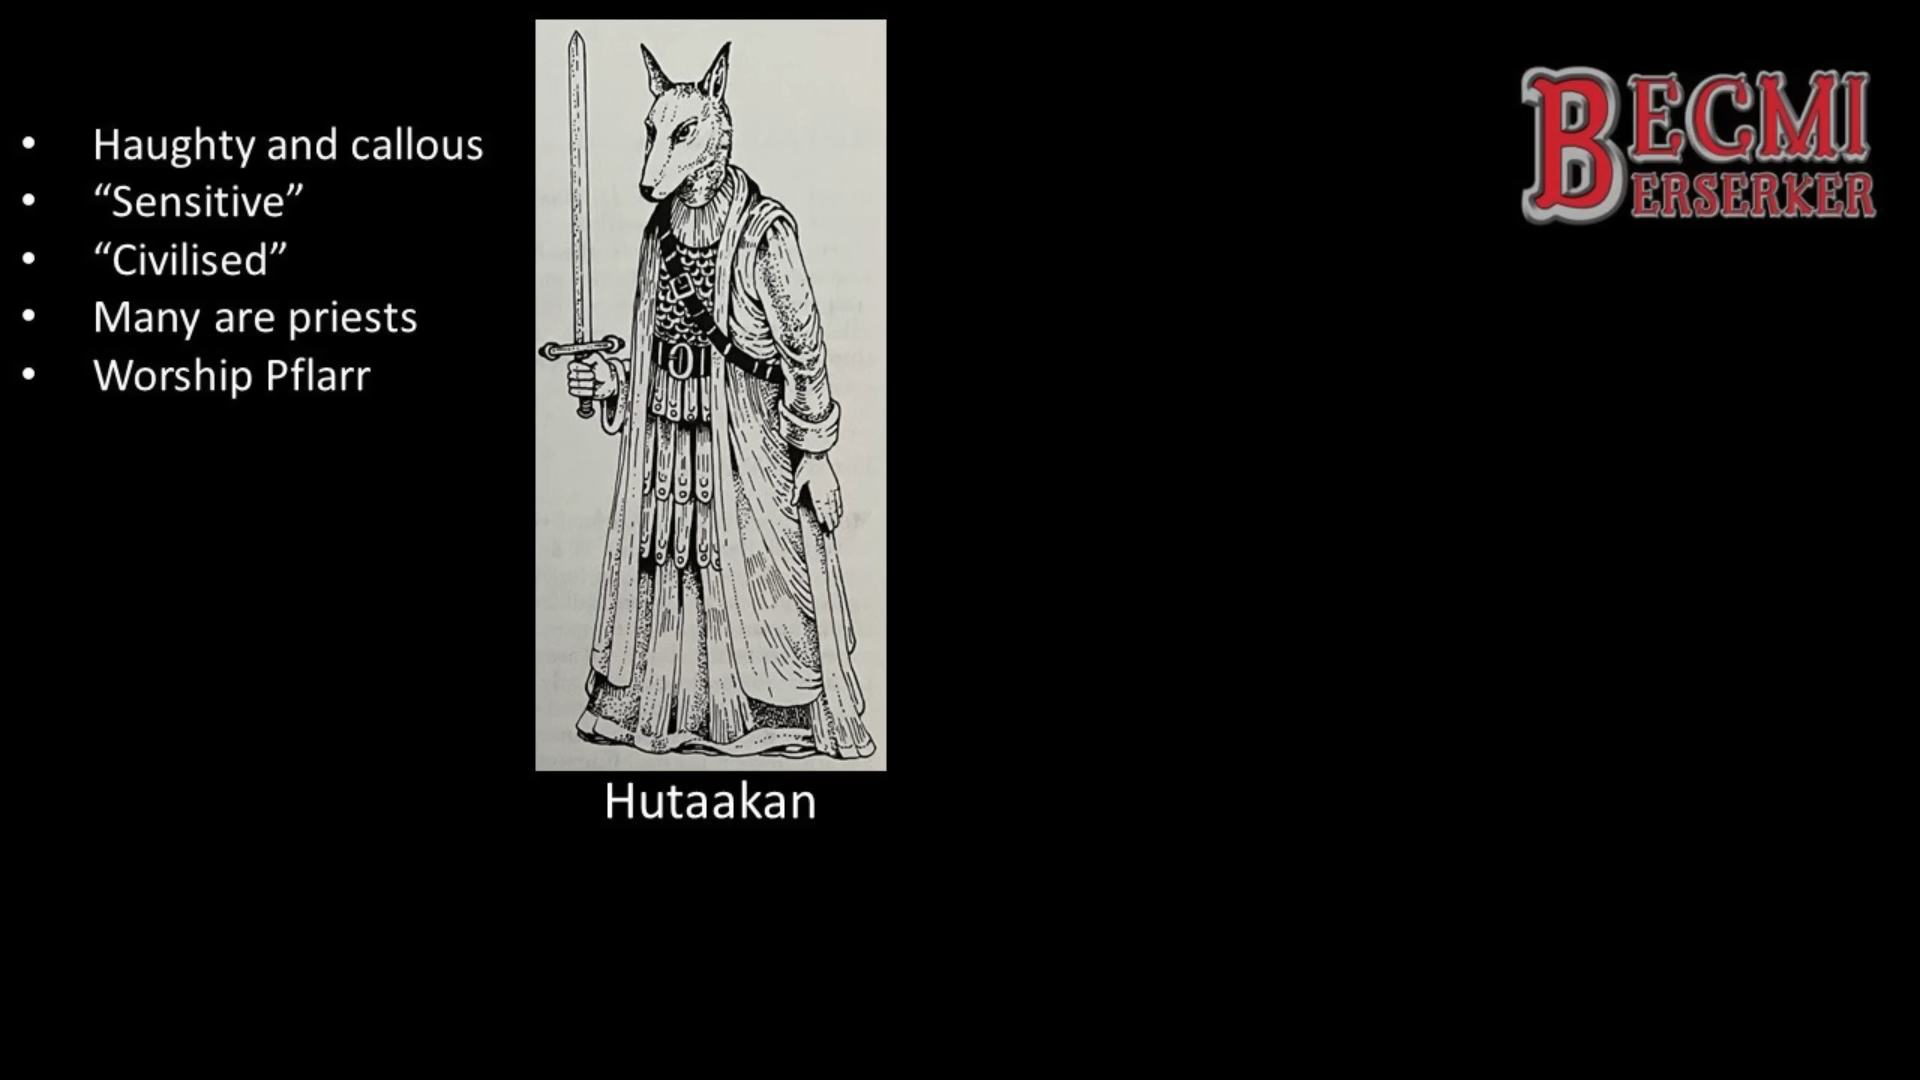 • Haughty and callous
• “Sensitive”
• “Civilised”
• Many are priests
• Worship Pflarr
BECMI
BERSERKER
Hutaakan